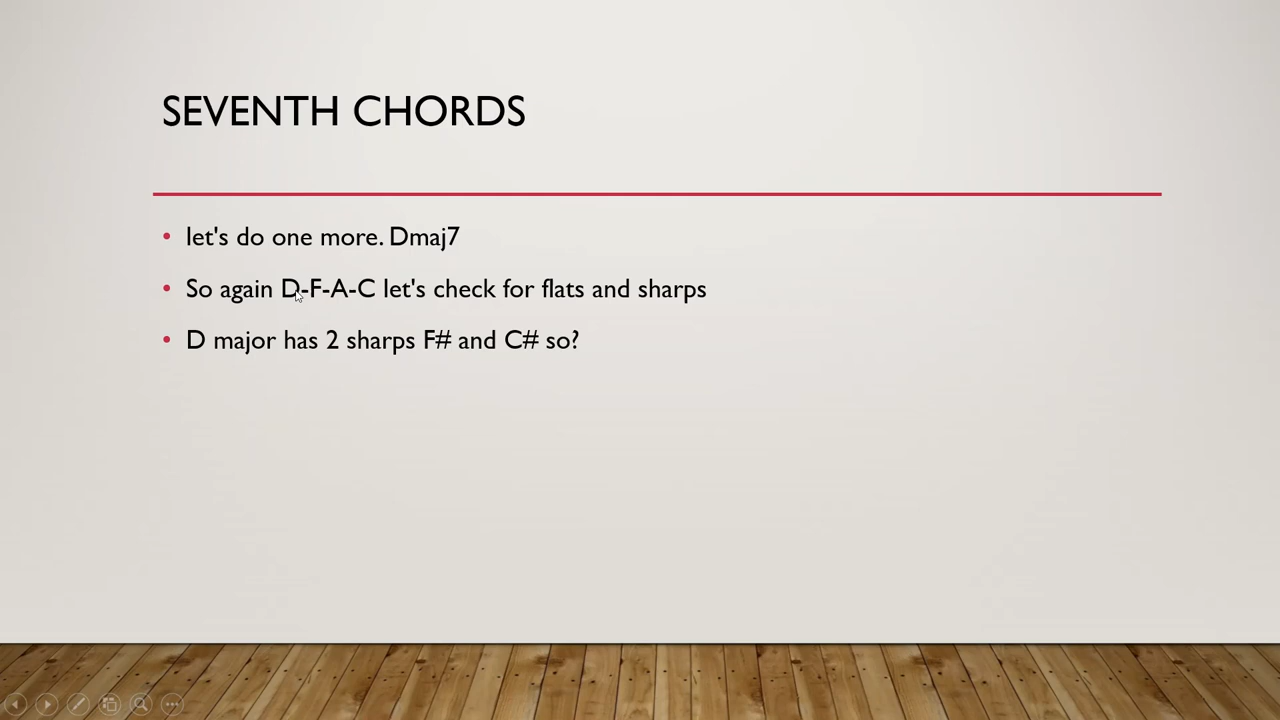 SEVENTH CHORDS
let's do one more. Dmaj7
So again D-F-A-C let's check for flats and sharps
D major has 2 sharps F# and C# so?